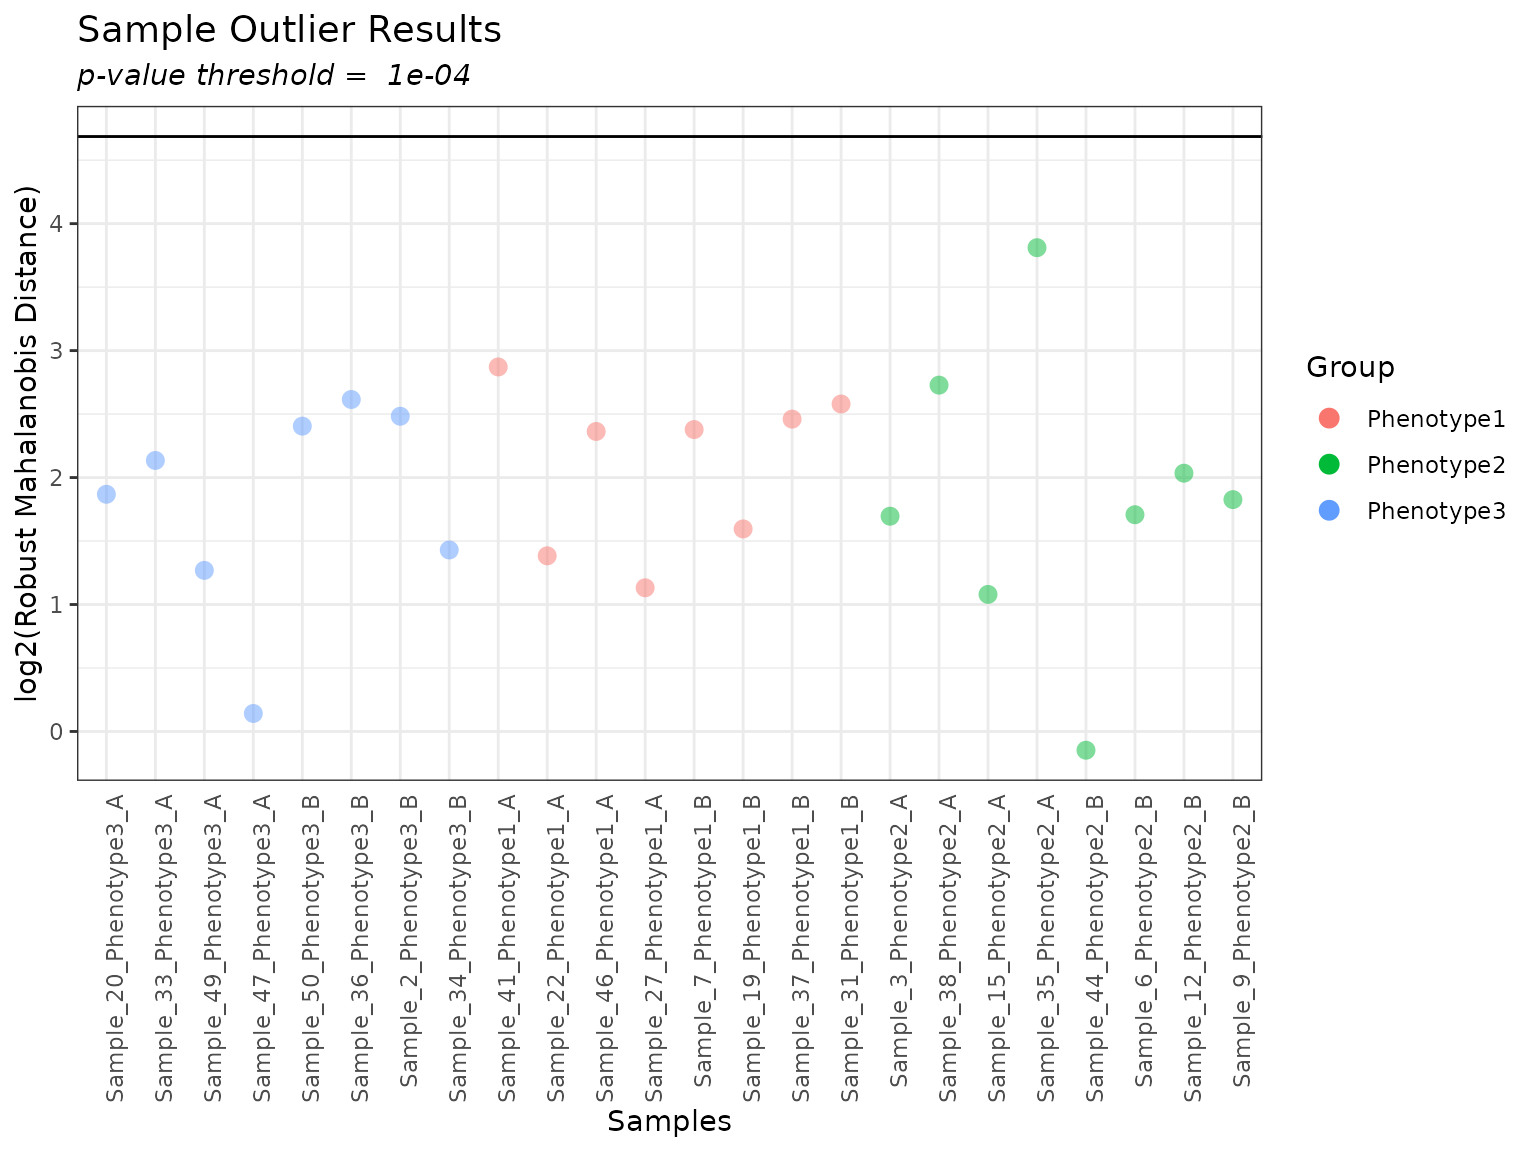 Sample Outlier Results
p-value threshold =  1e-04
log2(Robust Mahalanobis Distance)
4
3
2
1
0
Sample_20_Phenotype3_A
Sample_33_Phenotype3_A
Sample_49_Phenotype3_A
Sample_47_Phenotype3_A
Sample_50_Phenotype3_B
Sample_36_Phenotype3_B
Sample_2_Phenotype3_B
Sample_34_Phenotype3_B
Sample_41_Phenotype1_A
Sample_22_Phenotype1_A
Sample_46_Phenotype1_A
Sample_27_Phenotype1_A
Sample_7_Phenotype1_B
Sample_19_Phenotype1_B
Sample_37_Phenotype1_B
Sample_31_Phenotype1_B
Sample_3_Phenotype2_A
Sample_38_Phenotype2_A
Sample_15_Phenotype2_A
Sample_35_Phenotype2_A
Sample_44_Phenotype2_B
Sample_6_Phenotype2_B
Sample_12_Phenotype2_B
Sample_9_Phenotype2_B
Samples
Group
Phenotype1
Phenotype2
Phenotype3